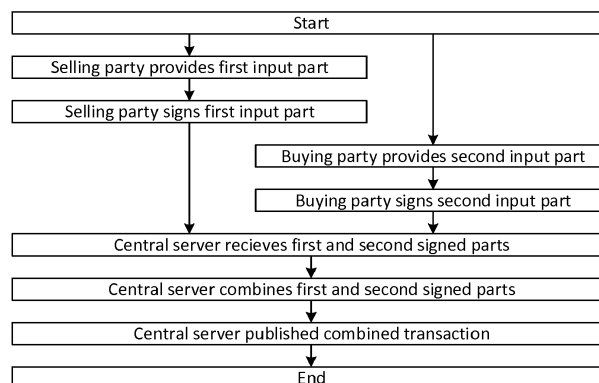 Start
Selling party provides first input part
Selling party signs first input part
Buying party provides second input part
Buying party signs second input part
Central server recieves first and second signed parts
Central server combines first and second signed parts
Central server published combined transaction
End